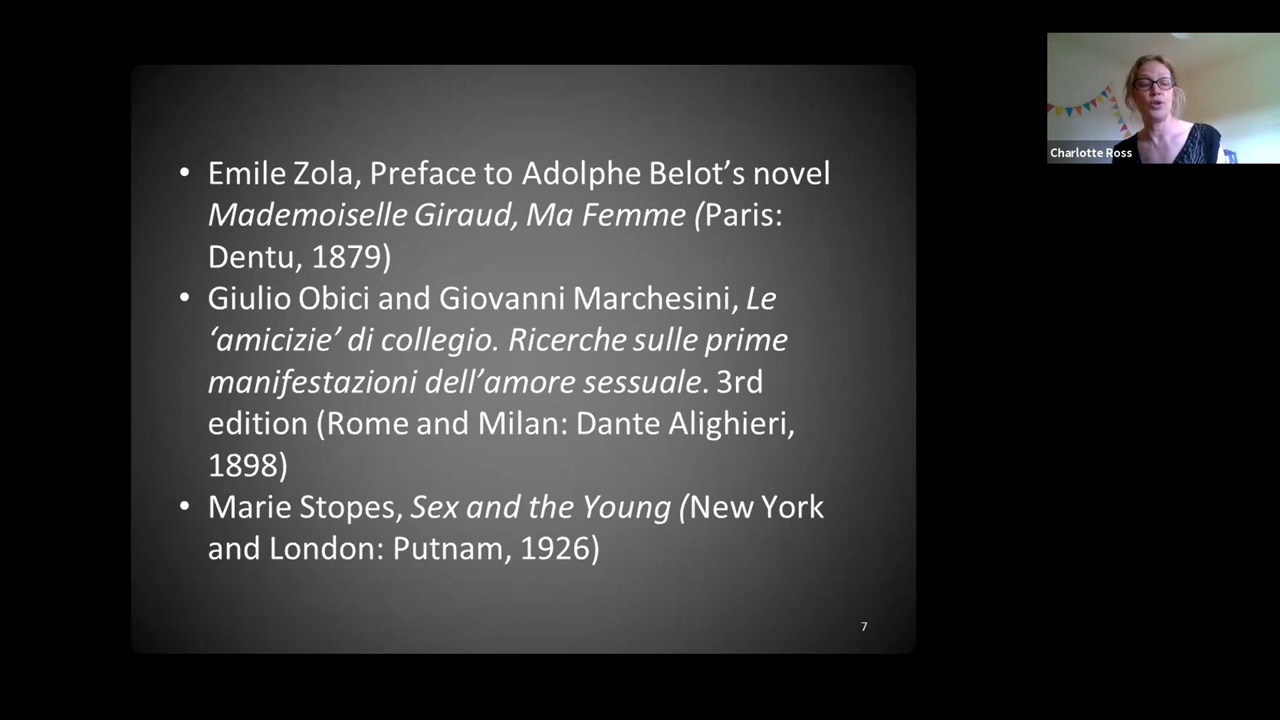 • Emile Zola, Preface to Adolphe Belot’s novel
Mademoiselle Giraud, Ma Femme (Paris:
Dentu, 1879)
• Giulio Obici and Giovanni Marchesini, Le
‘amicizie’ di collegio. Ricerche sulle prime
manifestazioni dell’amore sessuale. 3rd
edition (Rome and Milan: Dante Alighieri,
1898)
• Marie Stopes, Sex and the Young (New York
and London: Putnam, 1926)
7
Charlotte Ross